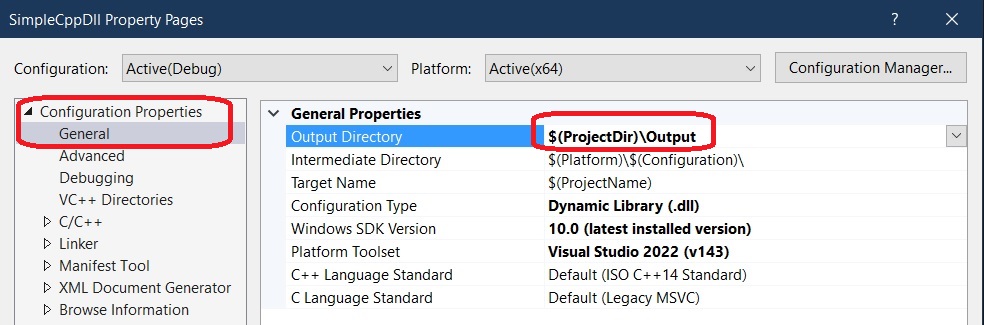 SimpleCppDll Property Pages ? ×
Configuration: Active(Debug) Platform: Active(x64) Configuration Manager...
Configuration Properties
General
Advanced
Debugging
VC++ Directories
C/C++
Linker
Manifest Tool
XML Document Generator
Browse Information
General Properties
Output Directory $(ProjectDir)\Output
Intermediate Directory $(Platform)\$(Configuration)\
Target Name $(ProjectName)
Configuration Type Dynamic Library (.dll)
Windows SDK Version 10.0 (latest installed version)
Platform Toolset Visual Studio 2022 (v143)
C++ Language Standard Default (ISO C++14 Standard)
C Language Standard Default (Legacy MSVC)